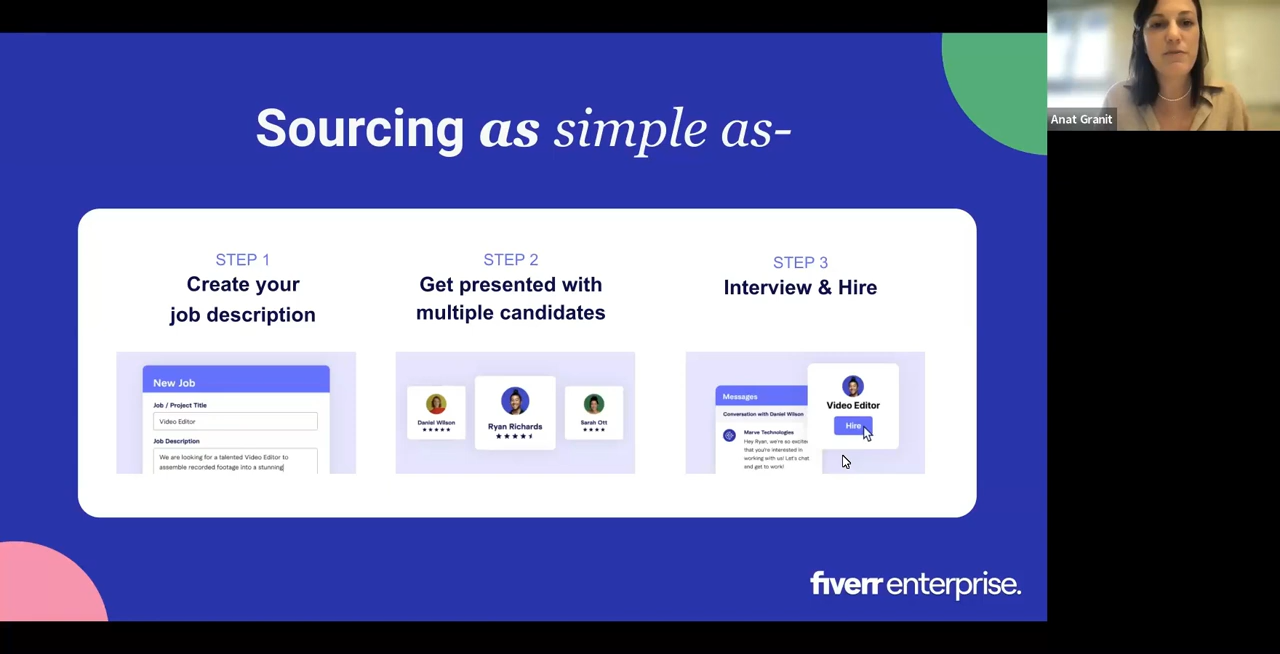 Sourcing as simple as-
STEP 1
Create your
job description
New Job
Job / Project Title
Video Editor
Job Description
We are looking for a talented Video Editor to
assemble recorded footage into a stunning
STEP 2
Get presented with
multiple candidates
Daniel Wilson
Ryan Richards
Sarah Ott
STEP 3
Interview & Hire
Messages
Conversation with Daniel Wilson
Marve Technologies
Hey Ryan, we're so excited
that you're interested in
working with us! Let's chat
and get to work!
Video Editor
Hire
fiverr enterprise.
Anat Granit